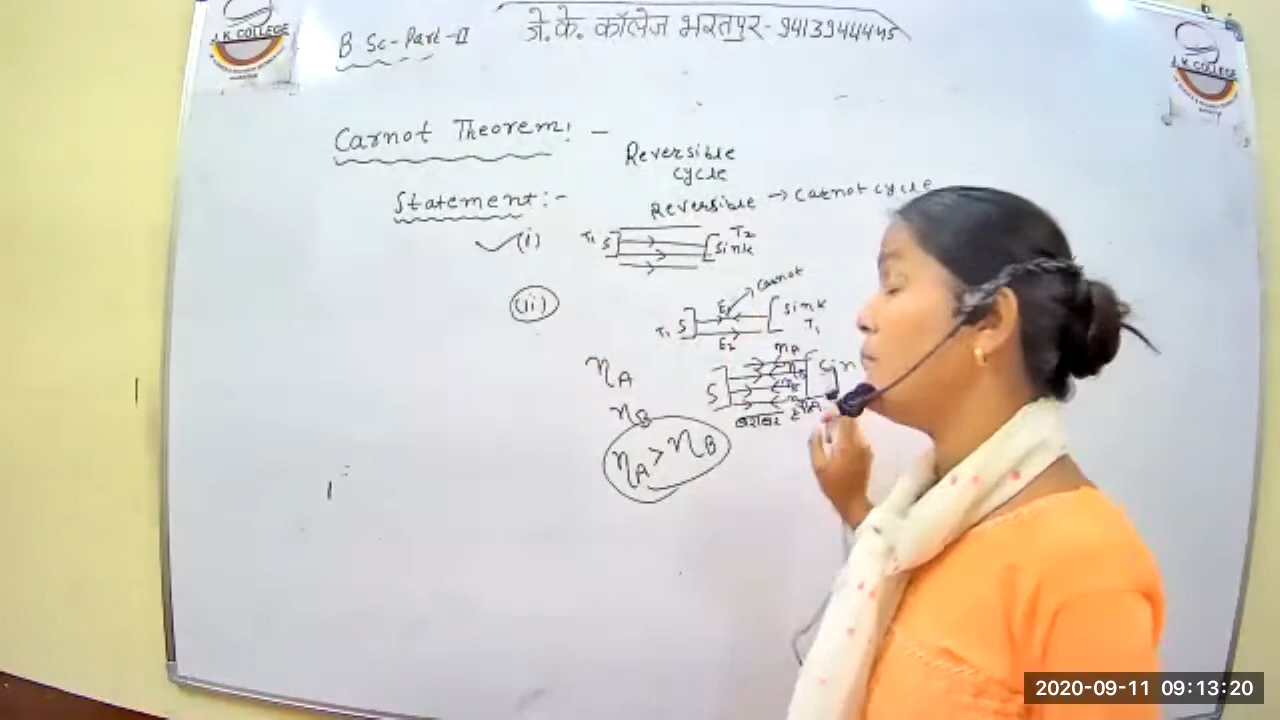 J.K COLLEGE
B Sc-Part-II
जे.के. कॉलेज भरतपुर- 9413944445
J.K COLLEGE
Carnot Theorem: -
Reversible
cycle
Statement:-
Reversible → Carnot cycle
(i)
T₁ S T₂
Sink
(ii)
Carnot
E₁
T₁ S Sink
T₁
E₂
ηA
ηA
S Sin
ηB
बराबर
ηA > ηB
2020-09-11 09:13:20